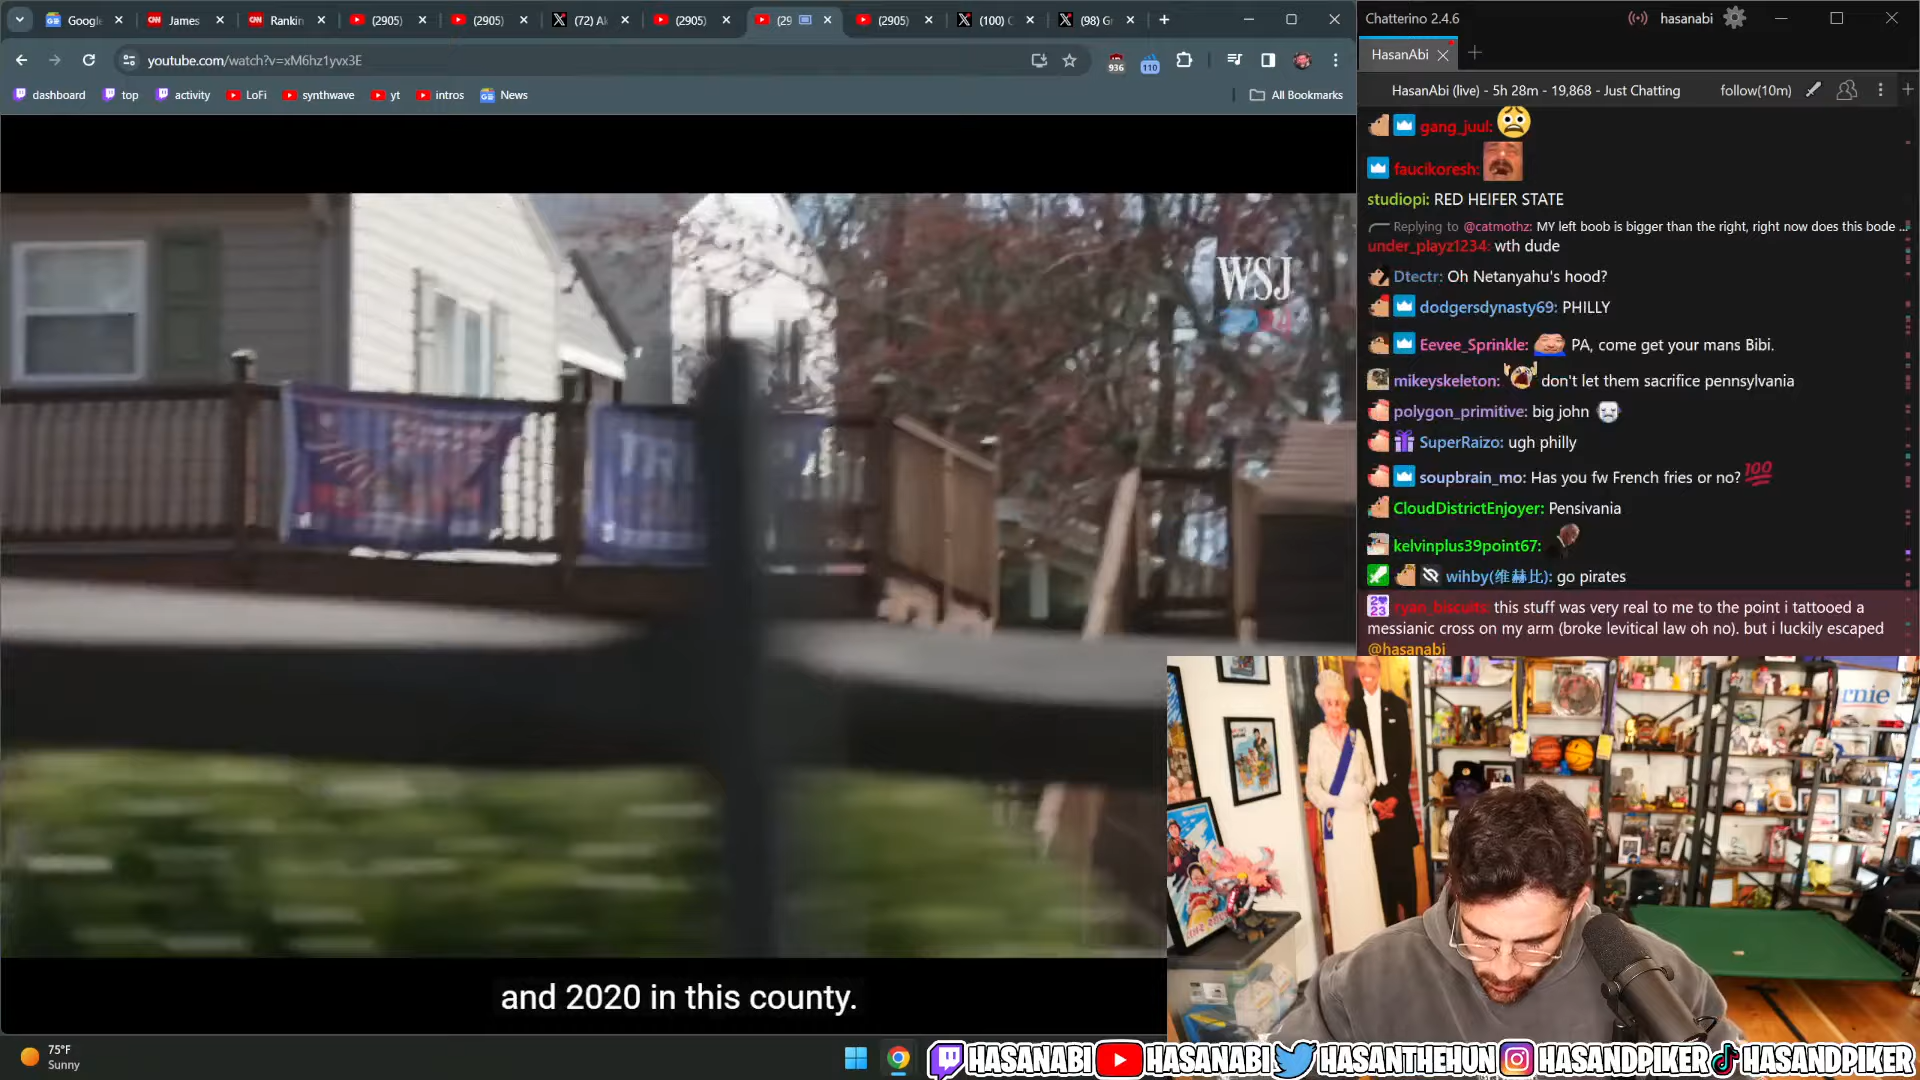 Google
James
Rankin
(2905)
(2905)
(72) Al
(2905)
(29
(2905)
(100) C
(98) G
Chatterino 2.4.6
hasanabi
youtube.com/watch?v=xM6hz1yvx3E
936
110
HasanAbi
dashboard
top
activity
LoFi
synthwave
yt
intros
News
All Bookmarks
HasanAbi (live) - 5h 28m - 19,868 - Just Chatting
follow(10m)
gang_juul:
faucikoresh:
studiopi: RED HEIFER STATE
Replying to @catmothz: MY left boob is bigger than the right, right now does this bode ...
under_playz1234: wth dude
Dtectr: Oh Netanyahu's hood?
dodgersdynasty69: PHILLY
Eevee_Sprinkle: PA, come get your mans Bibi.
mikeyskeleton: don't let them sacrifice pennsylvania
polygon_primitive: big john
SuperRaizo: ugh philly
soupbrain_mo: Has you fw French fries or no? 100
CloudDistrictEnjoyer: Pensivania
kelvinplus39point67:
wihby(维赫比): go pirates
ryan_biscuits: this stuff was very real to me to the point i tattooed a
messianic cross on my arm (broke levitical law oh no). but i luckily escaped
@hasanabi
WSJ
TR
rnie
and 2020 in this county.
75°F
Sunny
HASANABI
HASANABI
HASANTHEHUN
HASANDPIKER
HASANDPIKER